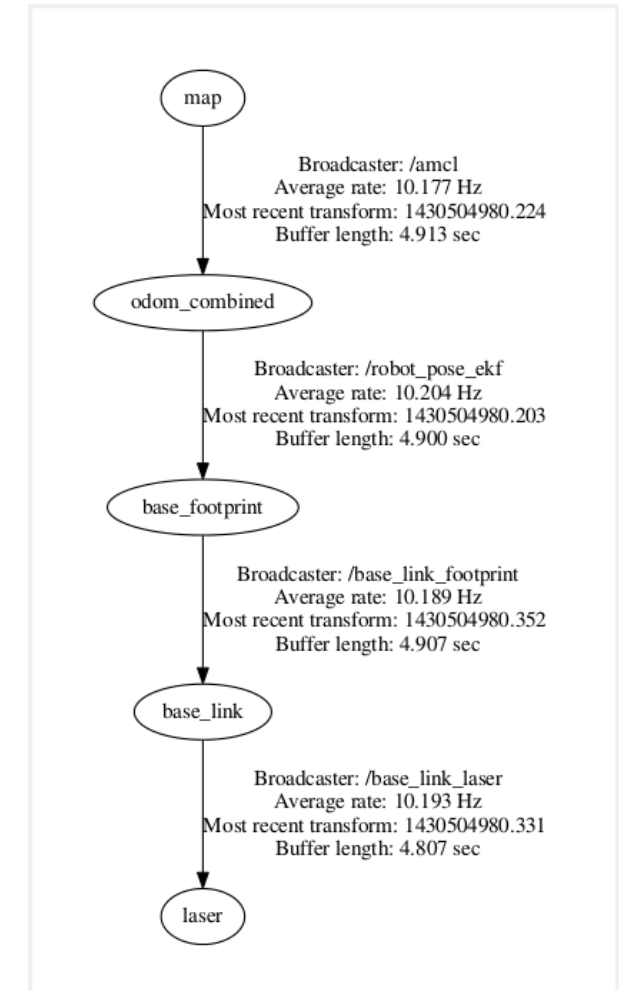 map
Broadcaster: /amcl
Average rate: 10.177 Hz
Most recent transform: 1430504980.224
Buffer length: 4.913 sec
odom_combined
Broadcaster: /robot_pose_ekf
Average rate: 10.204 Hz
Most recent transform: 1430504980.203
Buffer length: 4.900 sec
base_footprint
Broadcaster: /base_link_footprint
Average rate: 10.189 Hz
Most recent transform: 1430504980.352
Buffer length: 4.907 sec
base_link
Broadcaster: /base_link_laser
Average rate: 10.193 Hz
Most recent transform: 1430504980.331
Buffer length: 4.807 sec
laser